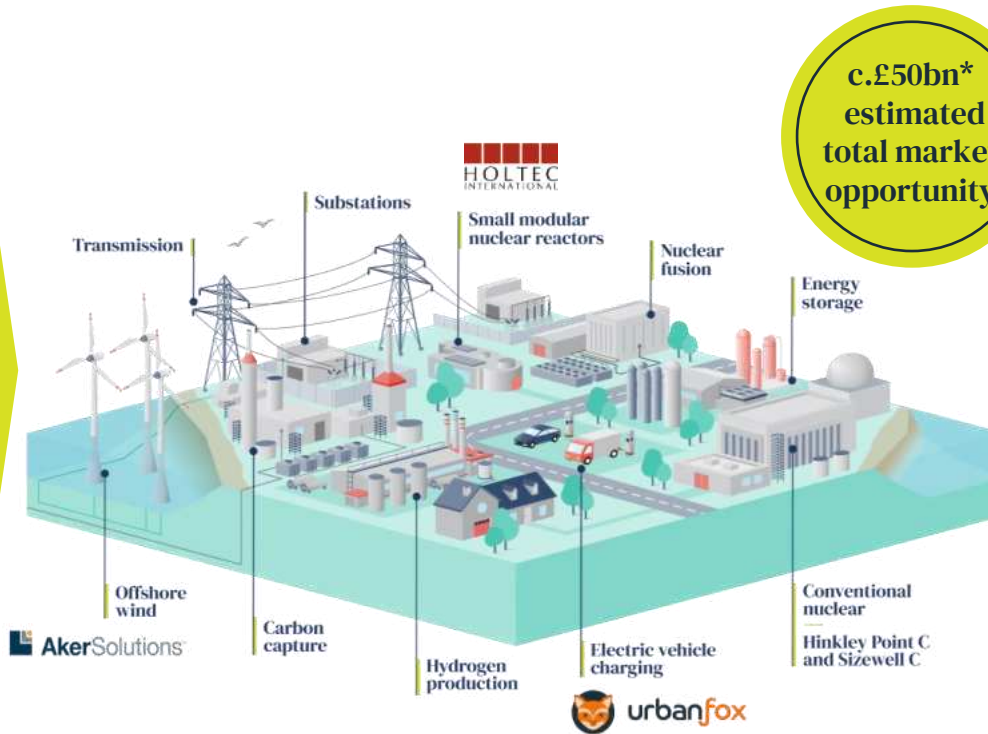 c.£50bn*
estimated
total marke
opportunity
HOLTEC
INTERNATIONAL
Substations
Small modular
nuclear reactors
Transmission
Nuclear
fusion
Energy
storage
Offshore
wind
AkerSolutions
Carbon
capture
Hydrogen
production
Electric vehicle
charging
urbanfox
Conventional
nuclear
Hinkley Point C
and Sizewell C